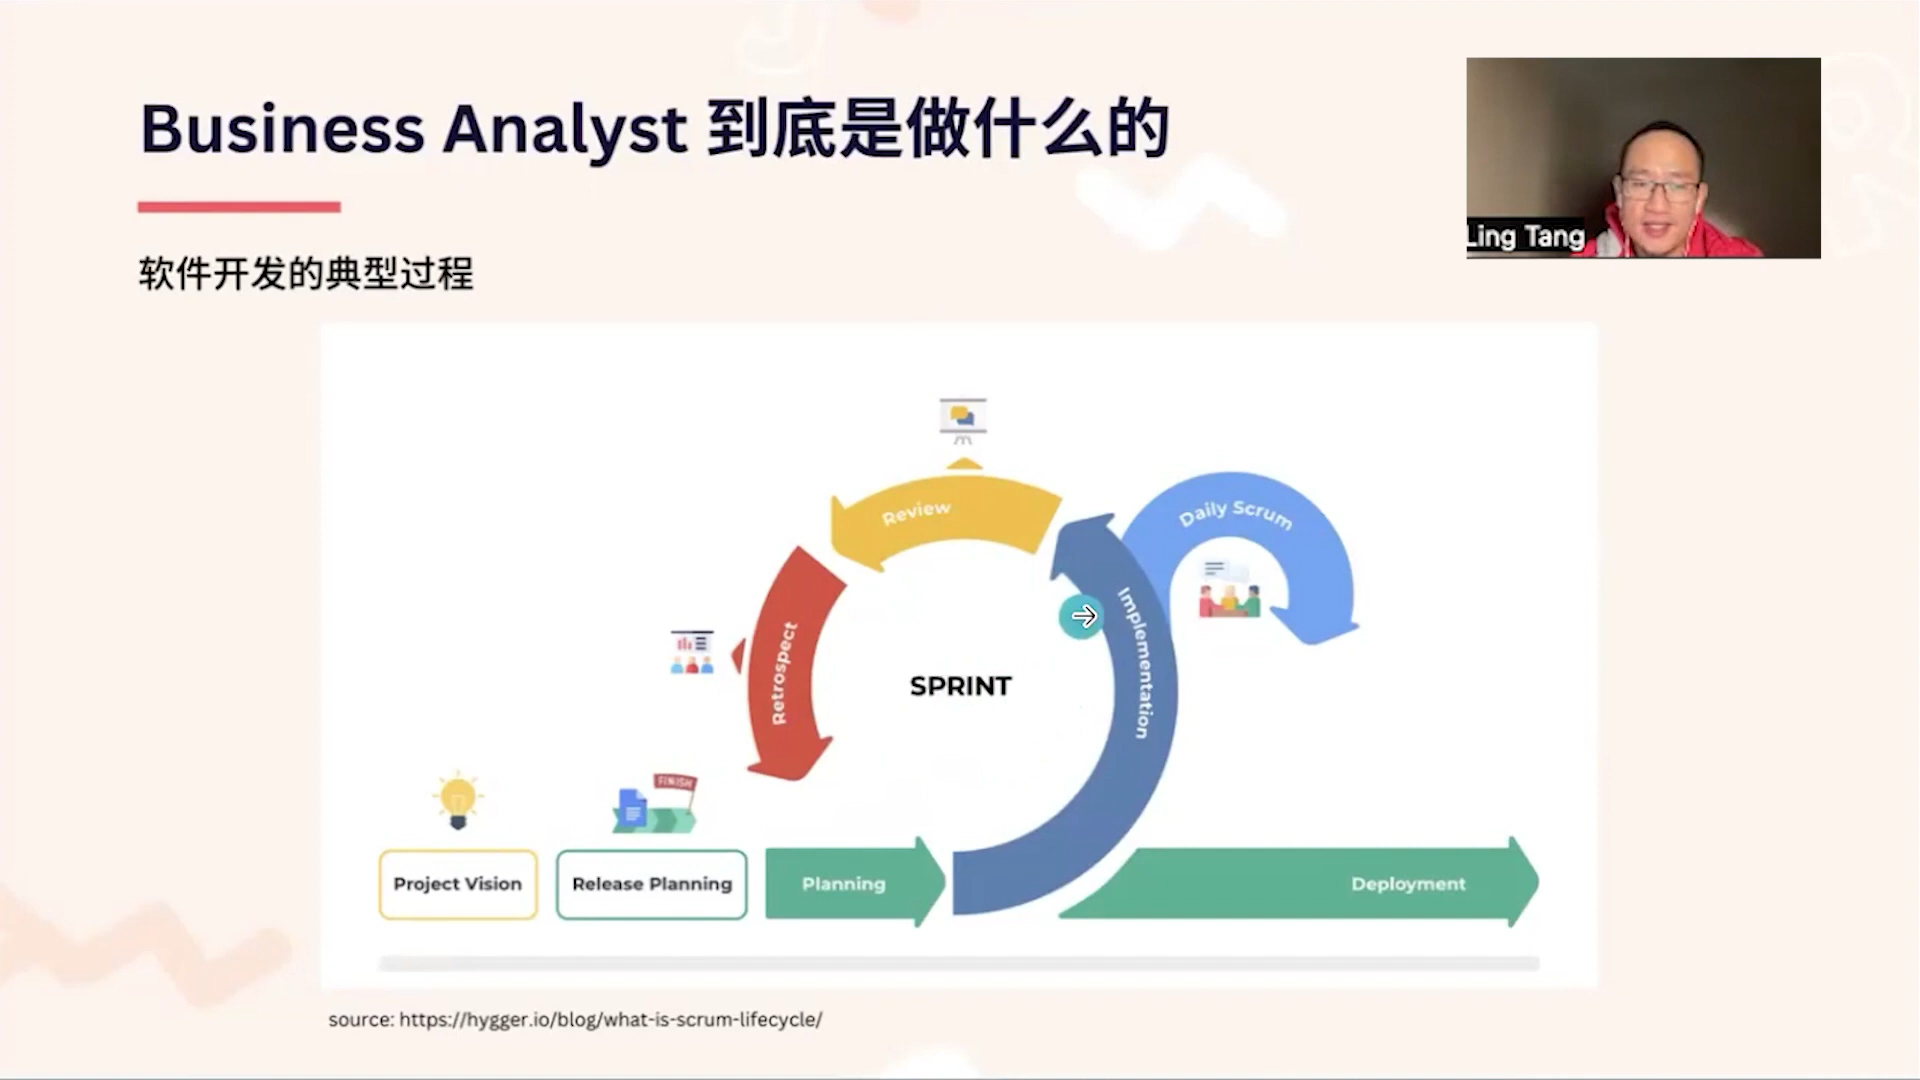 Business Analyst 到底是做什么的
Ling Tang
软件开发的典型过程
Review
Daily Scrum
Implementation
Retrospect
SPRINT
FINISH
Project Vision
Release Planning
Planning
Deployment
source: https://hygger.io/blog/what-is-scrum-lifecycle/